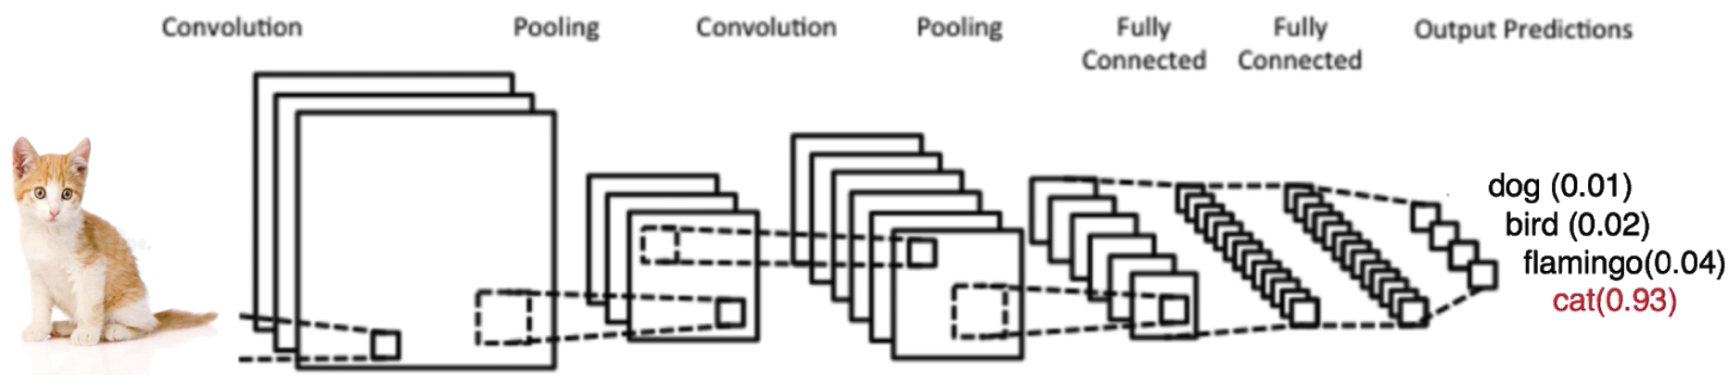 Convolution
Pooling
Convolution
Pooling
Fully
Connected
Fully
Connected
Output Predictions
dog (0.01)
bird (0.02)
flamingo(0.04)
cat(0.93)